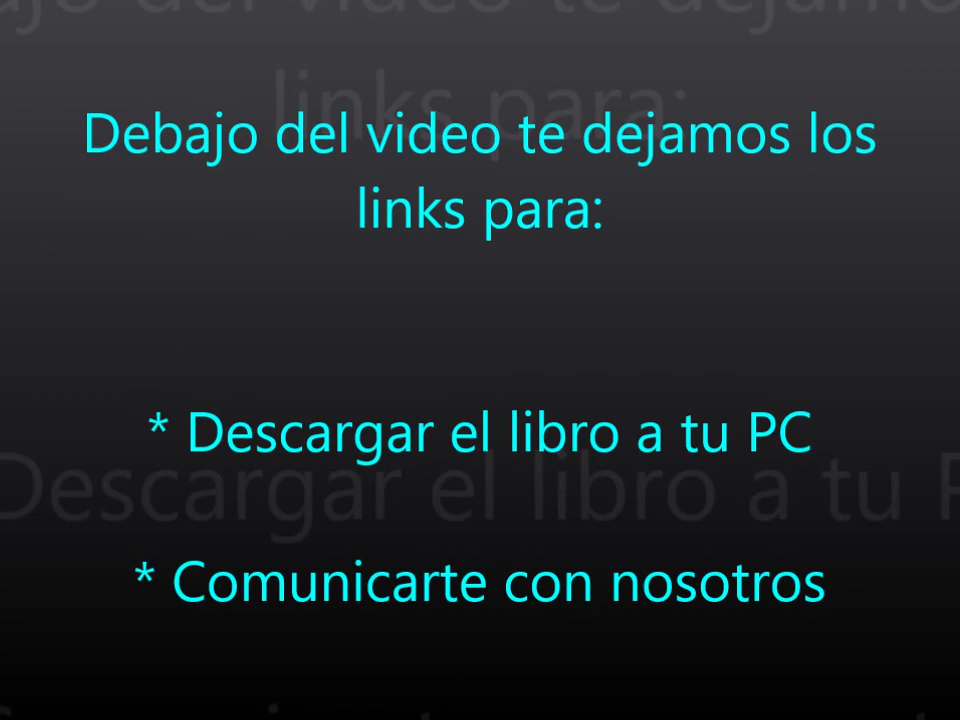 Debajo del video te dejamos los
links para:
* Descargar el libro a tu PC
* Comunicarte con nosotros